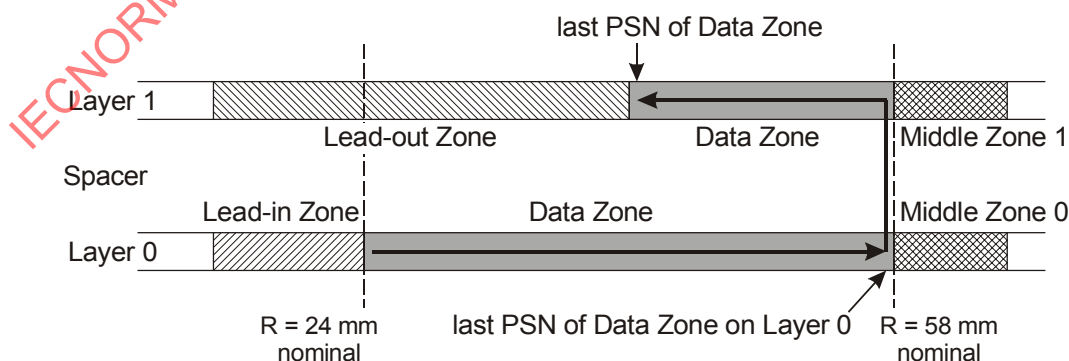 IECNORM
last PSN of Data Zone
Layer 1
Lead-out Zone
Data Zone
Middle Zone 1
Spacer
Lead-in Zone
Data Zone
Middle Zone 0
Layer 0
R = 24 mm
nominal
last PSN of Data Zone on Layer 0
R = 58 mm
nominal